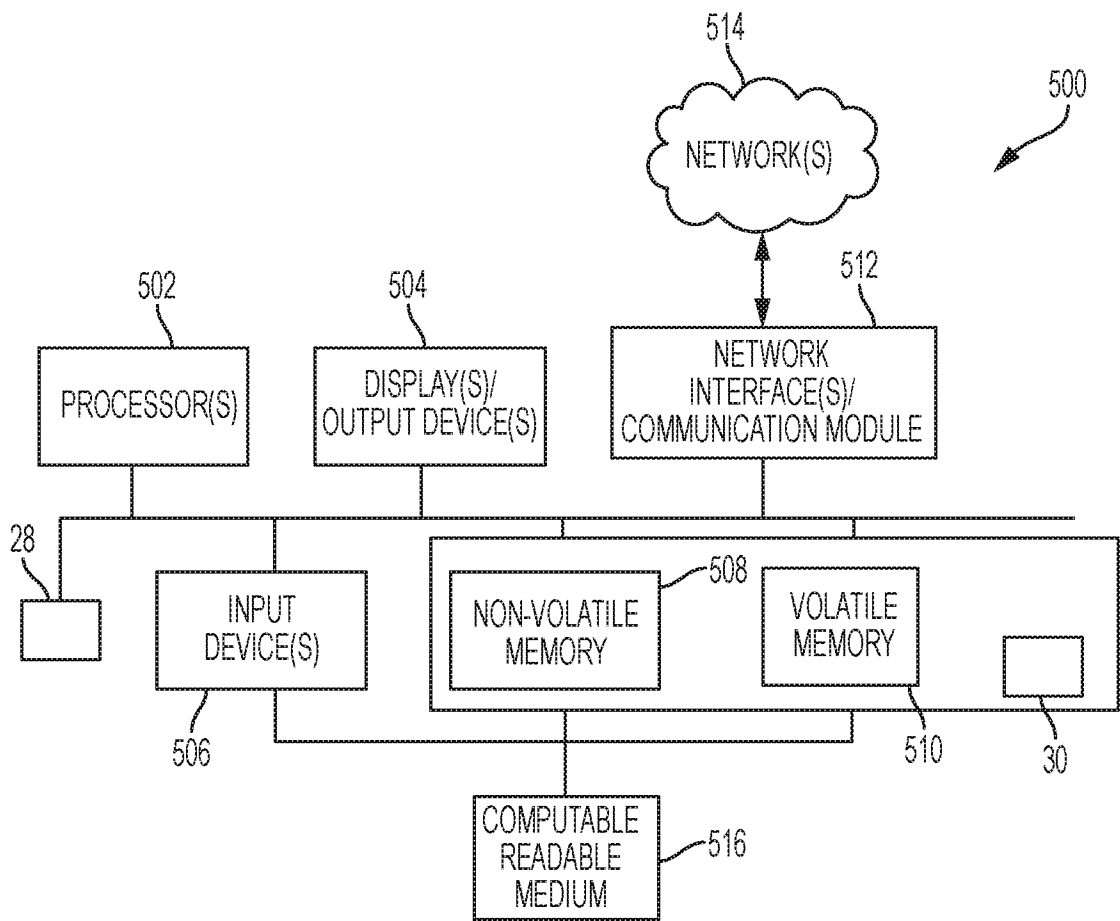 514
500
NETWORK(S)
502
504
512
PROCESSOR(S)
DISPLAY(S)/
OUTPUT DEVICE(S)
NETWORK
INTERFACE(S)/
COMMUNICATION MODULE
28
INPUT
DEVICE(S)
506
NON-VOLATILE
MEMORY
508
VOLATILE
MEMORY
510
30
COMPUTABLE
READABLE
MEDIUM
516